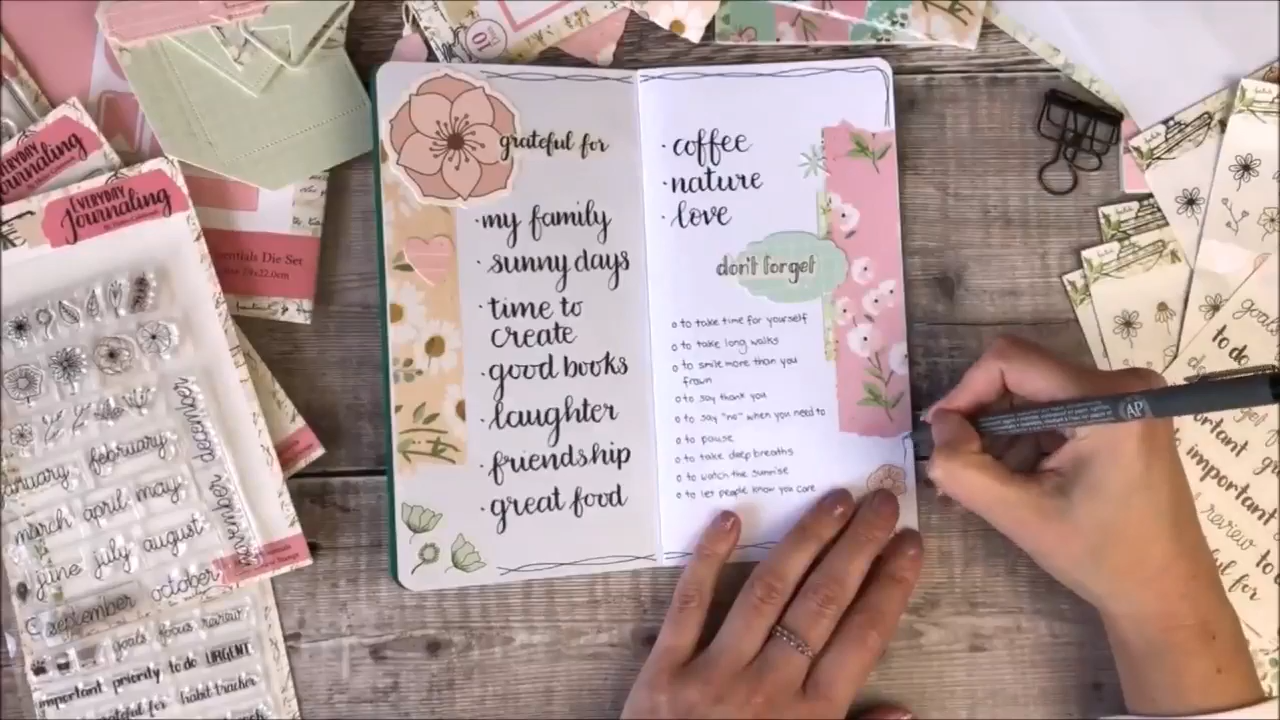 grateful for
· my family
· sunny days
· time to
create
· good books
· laughter
· friendship
· great food
· coffee
· nature
· love
don't forget
o to take time for yourself
o to take long walks
o to smile more than you
frown
o to say thank you
o to say "no" when you need to
o to pause
o to take deep breaths
o to watch the sunrise
o to let people know you care
EVERYDAY
Journaling
EVERYDAY
Journaling
Die Set
february
march april may
june july august
september october
november december
goals focus review
important priority to do URGENT
grateful for habit tracker
AP
goals
to do
important
review